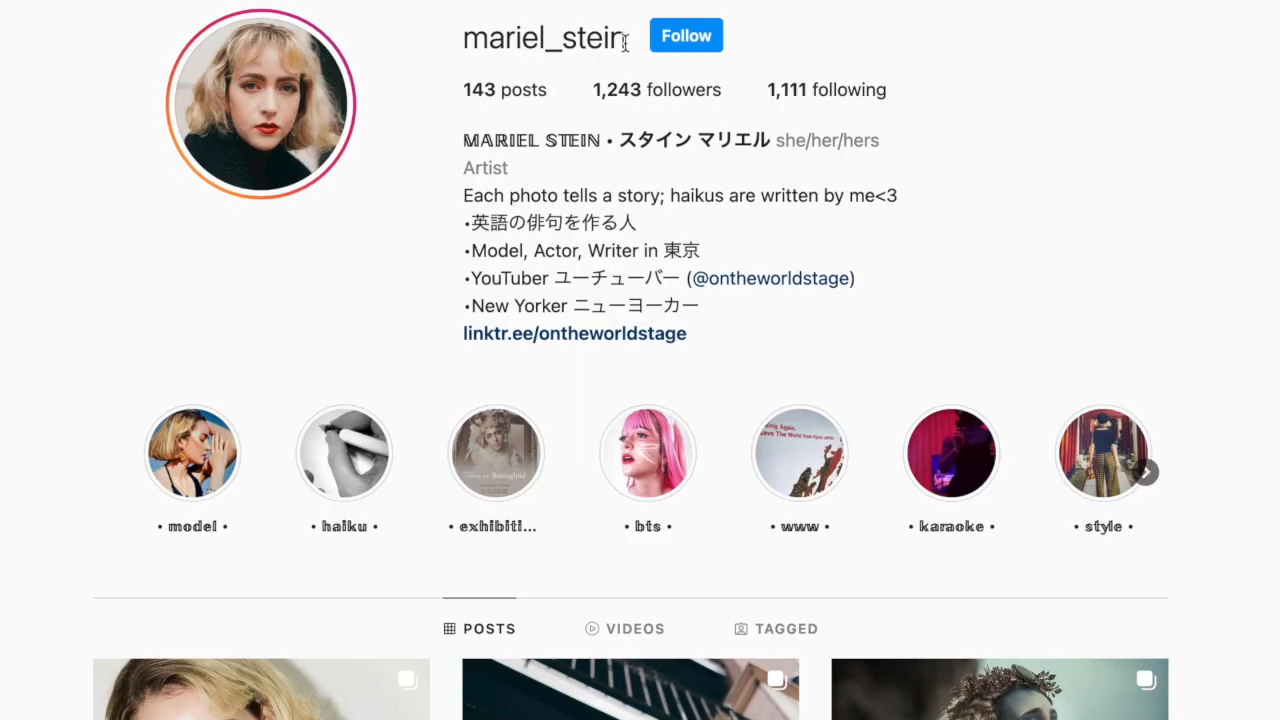 mariel_stein
Follow
143 posts 1,243 followers 1,111 following
𝕄𝔸ℝ𝕀𝔼𝕃 𝕊𝕋𝔼𝕀ℕ • スタイン マリエル she/her/hers
Artist
Each photo tells a story; haikus are written by me<3
•英語の俳句を作る人
•Model, Actor, Writer in 東京
•YouTuber ユーチューバー (@ontheworldstage)
•New Yorker ニューヨーカー
linktr.ee/ontheworldstage
• 𝕞𝕠𝕕𝕖𝕝 • • 𝕙𝕒𝕚𝕜𝕦 • • 𝕖𝕩𝕙𝕚𝕓𝕚𝕥𝕚... • 𝕓𝕥𝕤 • • 𝕨𝕨𝕨 • • 𝕜𝕒𝕣𝕒𝕠𝕜𝕖 • • 𝕤𝕥𝕪𝕝𝕖 •
POSTS VIDEOS TAGGED